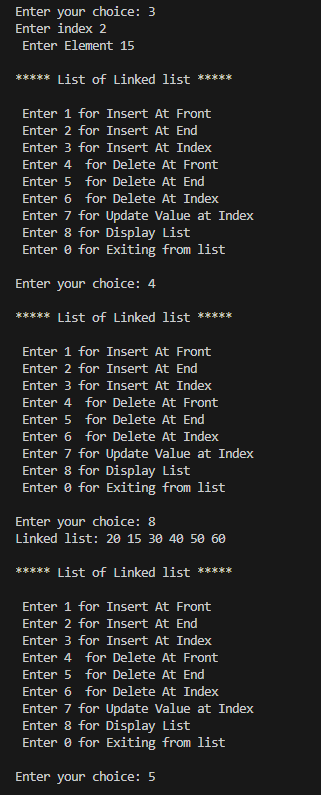 Enter your choice: 3
Enter index 2
Enter Element 15
***** List of Linked list *****
Enter 1 for Insert At Front
Enter 2 for Insert At End
Enter 3 for Insert At Index
Enter 4  for Delete At Front
Enter 5  for Delete At End
Enter 6  for Delete At Index
Enter 7 for Update Value at Index
Enter 8 for Display List
Enter 0 for Exiting from list
Enter your choice: 4
***** List of Linked list *****
Enter 1 for Insert At Front
Enter 2 for Insert At End
Enter 3 for Insert At Index
Enter 4  for Delete At Front
Enter 5  for Delete At End
Enter 6  for Delete At Index
Enter 7 for Update Value at Index
Enter 8 for Display List
Enter 0 for Exiting from list
Enter your choice: 8
Linked list: 20 15 30 40 50 60
***** List of Linked list *****
Enter 1 for Insert At Front
Enter 2 for Insert At End
Enter 3 for Insert At Index
Enter 4  for Delete At Front
Enter 5  for Delete At End
Enter 6  for Delete At Index
Enter 7 for Update Value at Index
Enter 8 for Display List
Enter 0 for Exiting from list
Enter your choice: 5